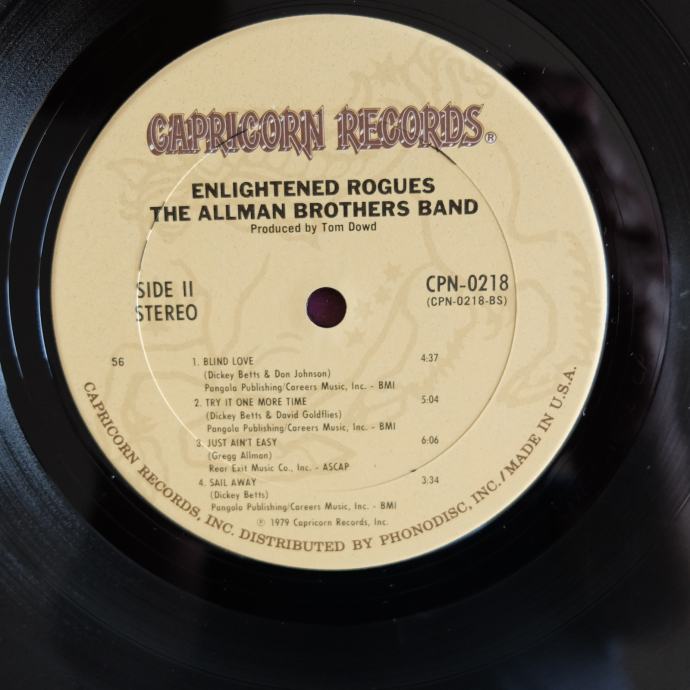 CAPRICORN RECORDS®
ENLIGHTENED ROGUES
THE ALLMAN BROTHERS BAND
Produced by Tom Dowd
SIDE II
STEREO
CPN-0218
(CPN-0218-BS)
56
1. BLIND LOVE 4:37
(Dickey Betts & Don Johnson)
Pangola Publishing/Careers Music, Inc. - BMI
2. TRY IT ONE MORE TIME 5:04
(Dickey Betts & David Goldflies)
Pangola Publishing/Careers Music, Inc. - BMI
3. JUST AIN'T EASY 6:06
(Gregg Allman)
Rear Exit Music Co., Inc. - ASCAP
4. SAIL AWAY 3:34
(Dickey Betts)
Pangola Publishing/Careers Music, Inc. - BMI
℗ 1979 Capricorn Records, Inc.
CAPRICORN RECORDS, INC. DISTRIBUTED BY PHONODISC, INC./MADE IN U.S.A.